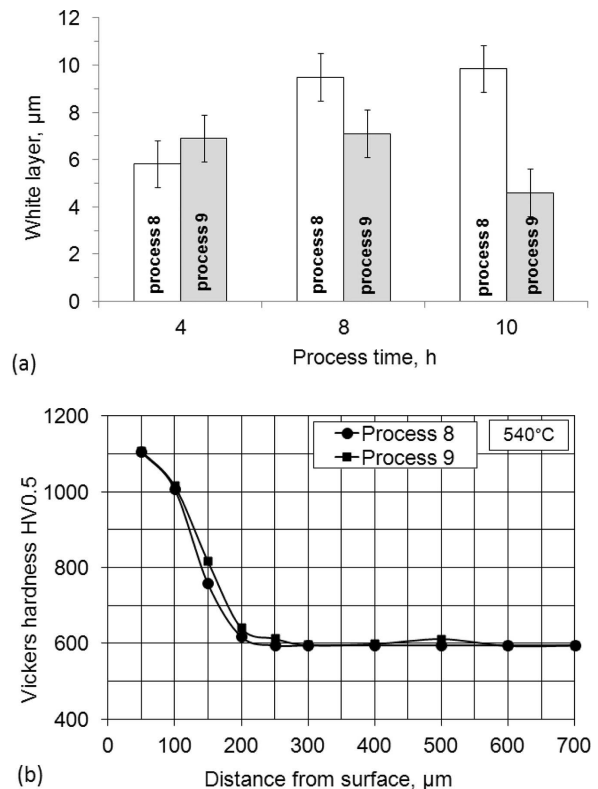 12
10
8
6
4
2
0
White layer, µm
process 8
process 9
process 8
process 9
process 8
process 9
4 8 10
Process time, h
(a)
1200
1000
800
600
400
Vickers hardness HV0.5
Process 8
Process 9
540°C
0 100 200 300 400 500 600 700
Distance from surface, µm
(b)